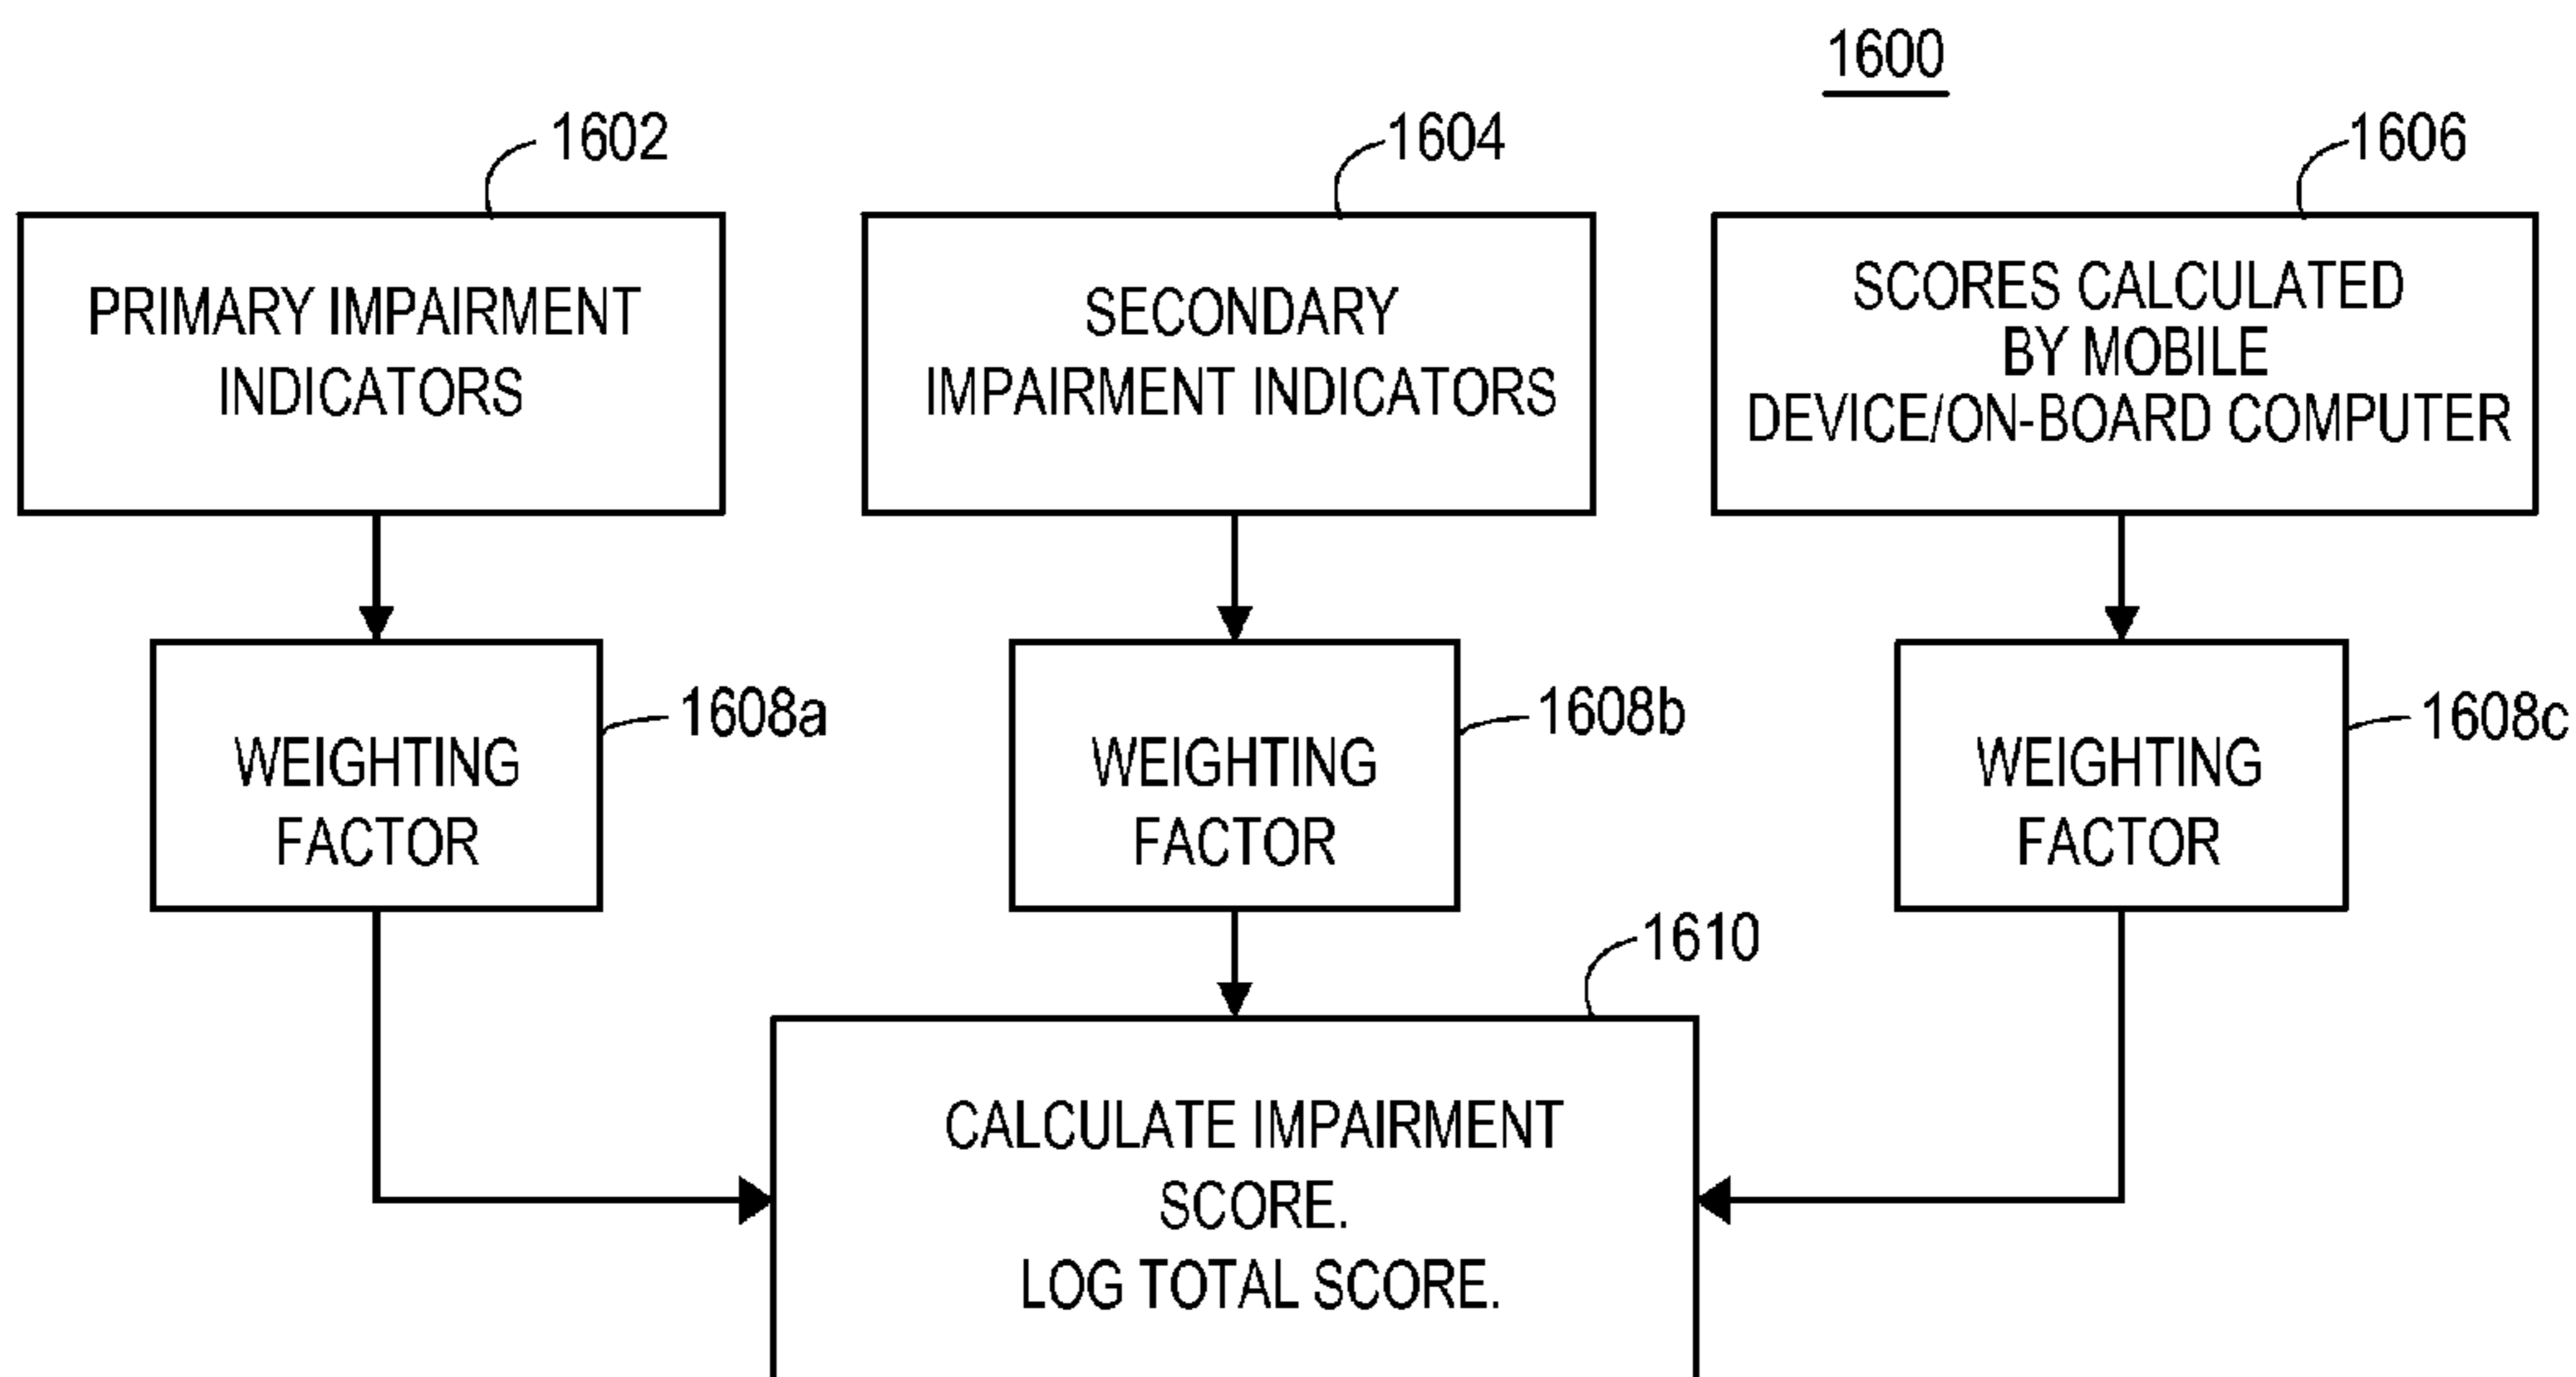 1600
1602
1604
1606
PRIMARY IMPAIRMENT
INDICATORS
SECONDARY
IMPAIRMENT INDICATORS
SCORES CALCULATED
BY MOBILE
DEVICE/ON-BOARD COMPUTER
1608a
WEIGHTING
FACTOR
1608b
WEIGHTING
FACTOR
1608c
WEIGHTING
FACTOR
1610
CALCULATE IMPAIRMENT
SCORE.
LOG TOTAL SCORE.